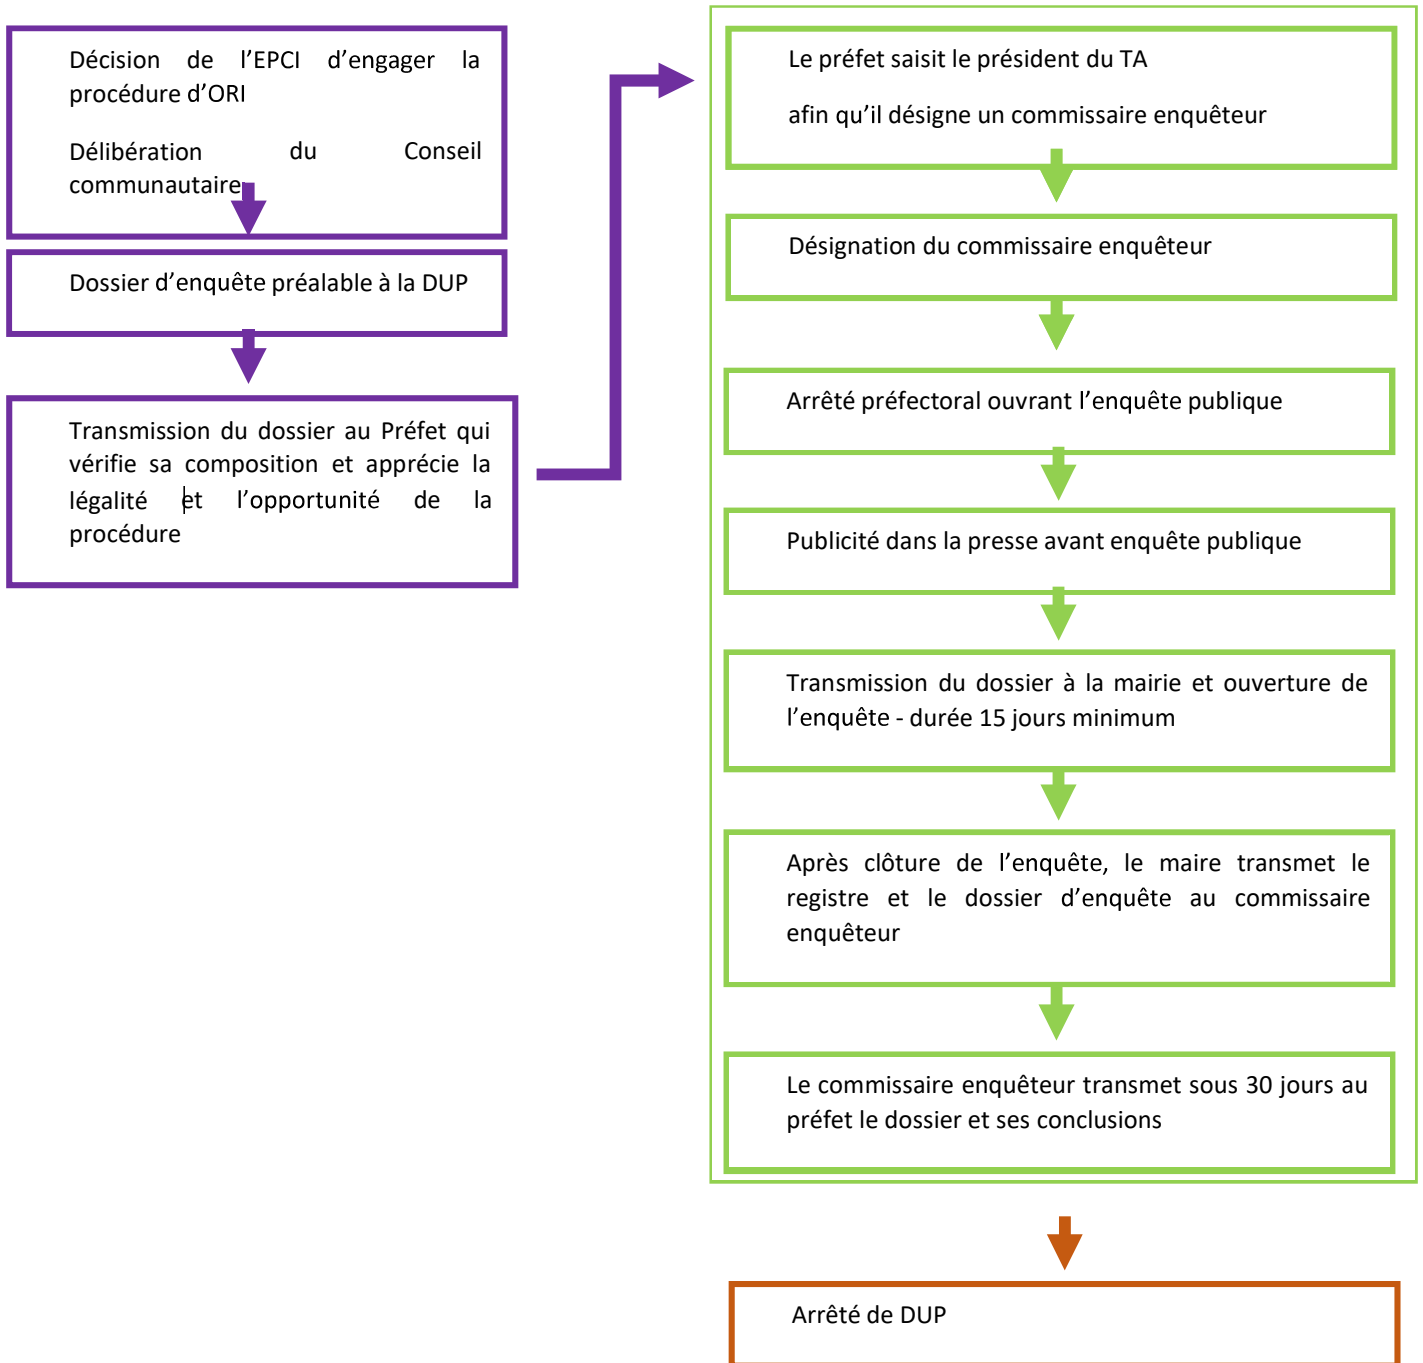 Décision de l’EPCI d’engager la
procédure d’ORI
Délibération du Conseil
communautaire
Dossier d’enquête préalable à la DUP
Transmission du dossier au Préfet qui
vérifie sa composition et apprécie la
légalité et l’opportunité de la
procédure
Le préfet saisit le président du TA
afin qu’il désigne un commissaire enquêteur
Désignation du commissaire enquêteur
Arrêté préfectoral ouvrant l’enquête publique
Publicité dans la presse avant enquête publique
Transmission du dossier à la mairie et ouverture de
l’enquête - durée 15 jours minimum
Après clôture de l’enquête, le maire transmet le
registre et le dossier d’enquête au commissaire
enquêteur
Le commissaire enquêteur transmet sous 30 jours au
préfet le dossier et ses conclusions
Arrêté de DUP